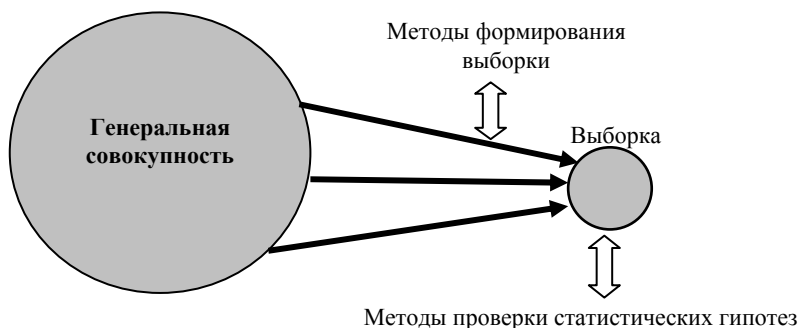 Методы формирования
выборки
Генеральная
совокупность
Выборка
Методы проверки статистических гипотез